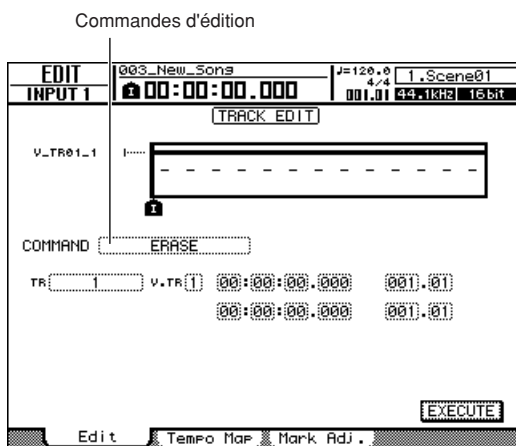 Commandes d'édition
EDIT 003_New_Song ♩=120.0 4/4 1.Scene01
INPUT 1 00:00:00.000 001.01 44.1kHz 16bit
TRACK EDIT
V_TR01_1 I
I
COMMAND ERASE
TR 1 V.TR 1 00:00:00.000 001.01
00:00:00.000 001.01
EXECUTE
Edit Tempo Map Mark Adj.